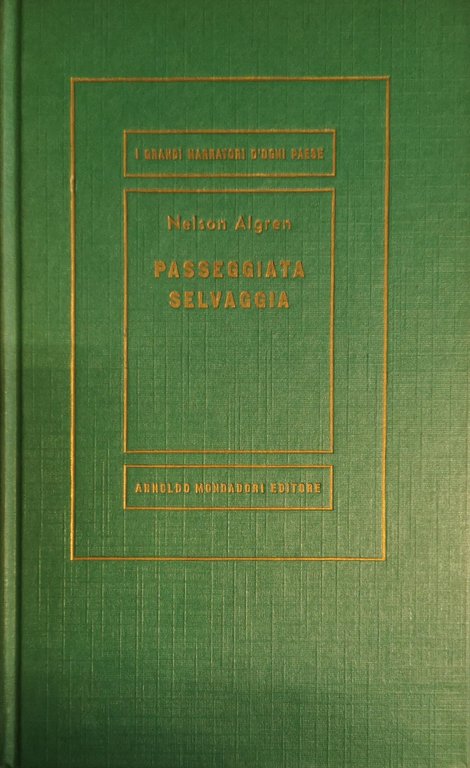 I GRANDI NARRATORI D'OGNI PAESE
Nelson Algren
PASSEGGIATA
SELVAGGIA
ARNOLDO MONDADORI EDITORE